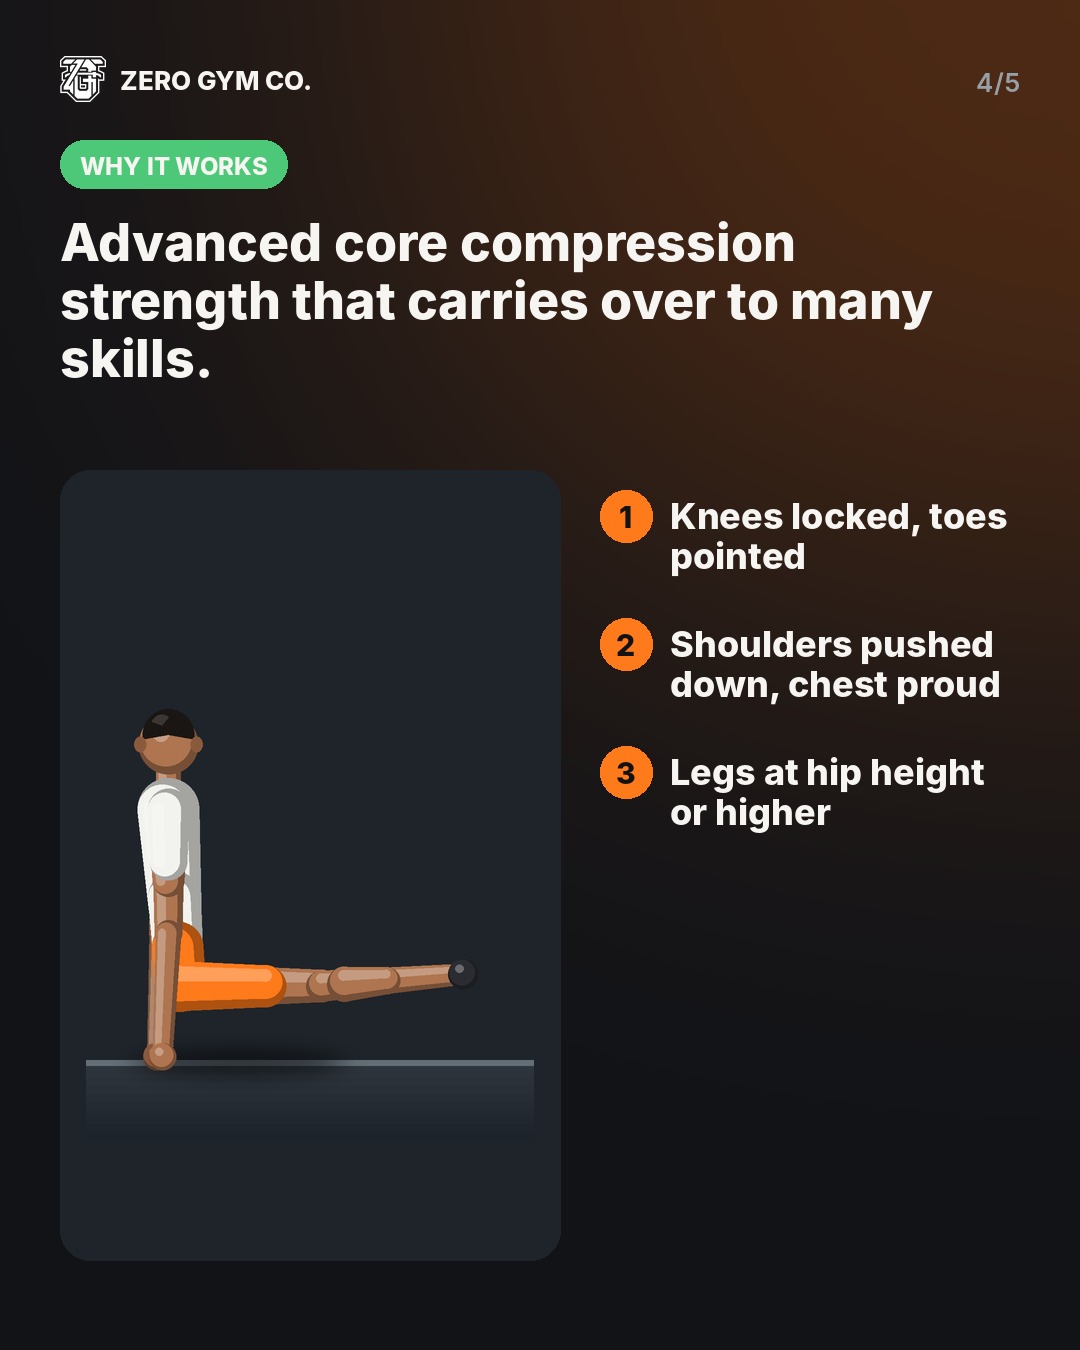 ZERO GYM CO.
4/5
WHY IT WORKS
Advanced core compression
strength that carries over to many
skills.
1 Knees locked, toes
pointed
2 Shoulders pushed
down, chest proud
3 Legs at hip height
or higher